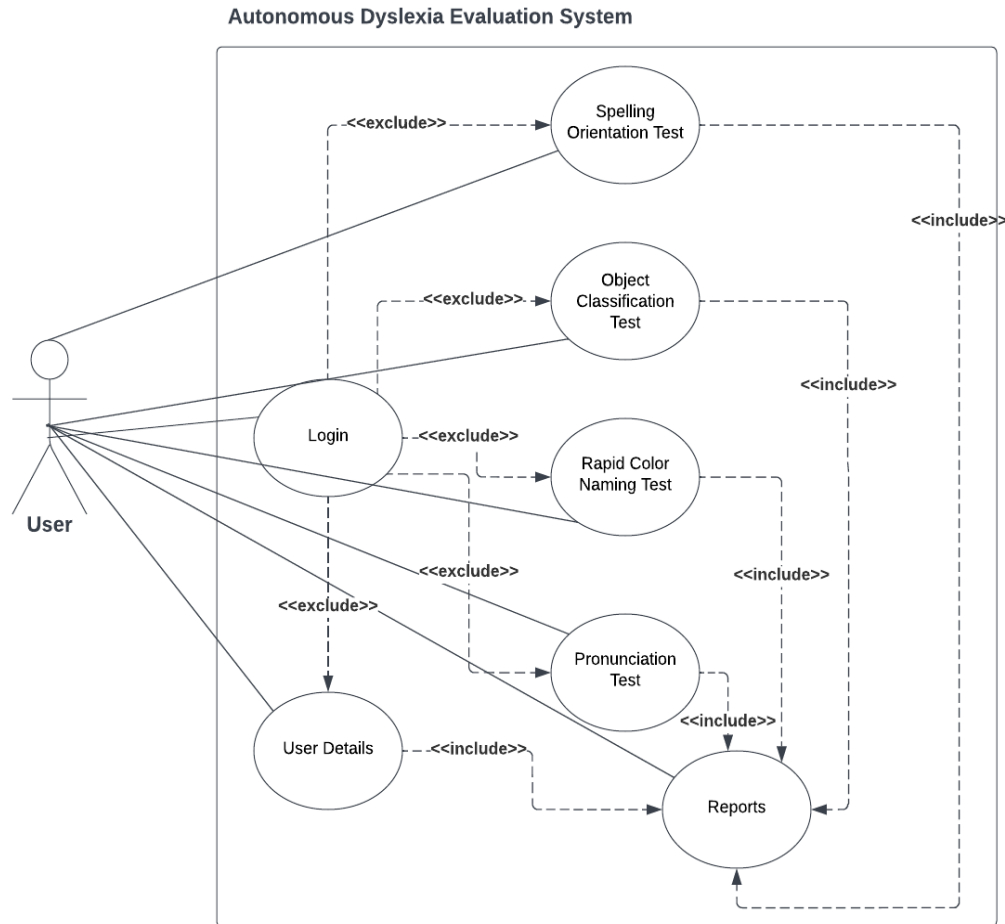 Autonomous Dyslexia Evaluation System
Spelling
Orientation Test
<<exclude>>
<<include>>
Object
Classification
Test
<<exclude>>
<<include>>
Login
<<exclude>>
Rapid Color
Naming Test
User
<<exclude>>
<<include>>
<<exclude>>
Pronunciation
Test
<<include>>
User Details
<<include>>
Reports